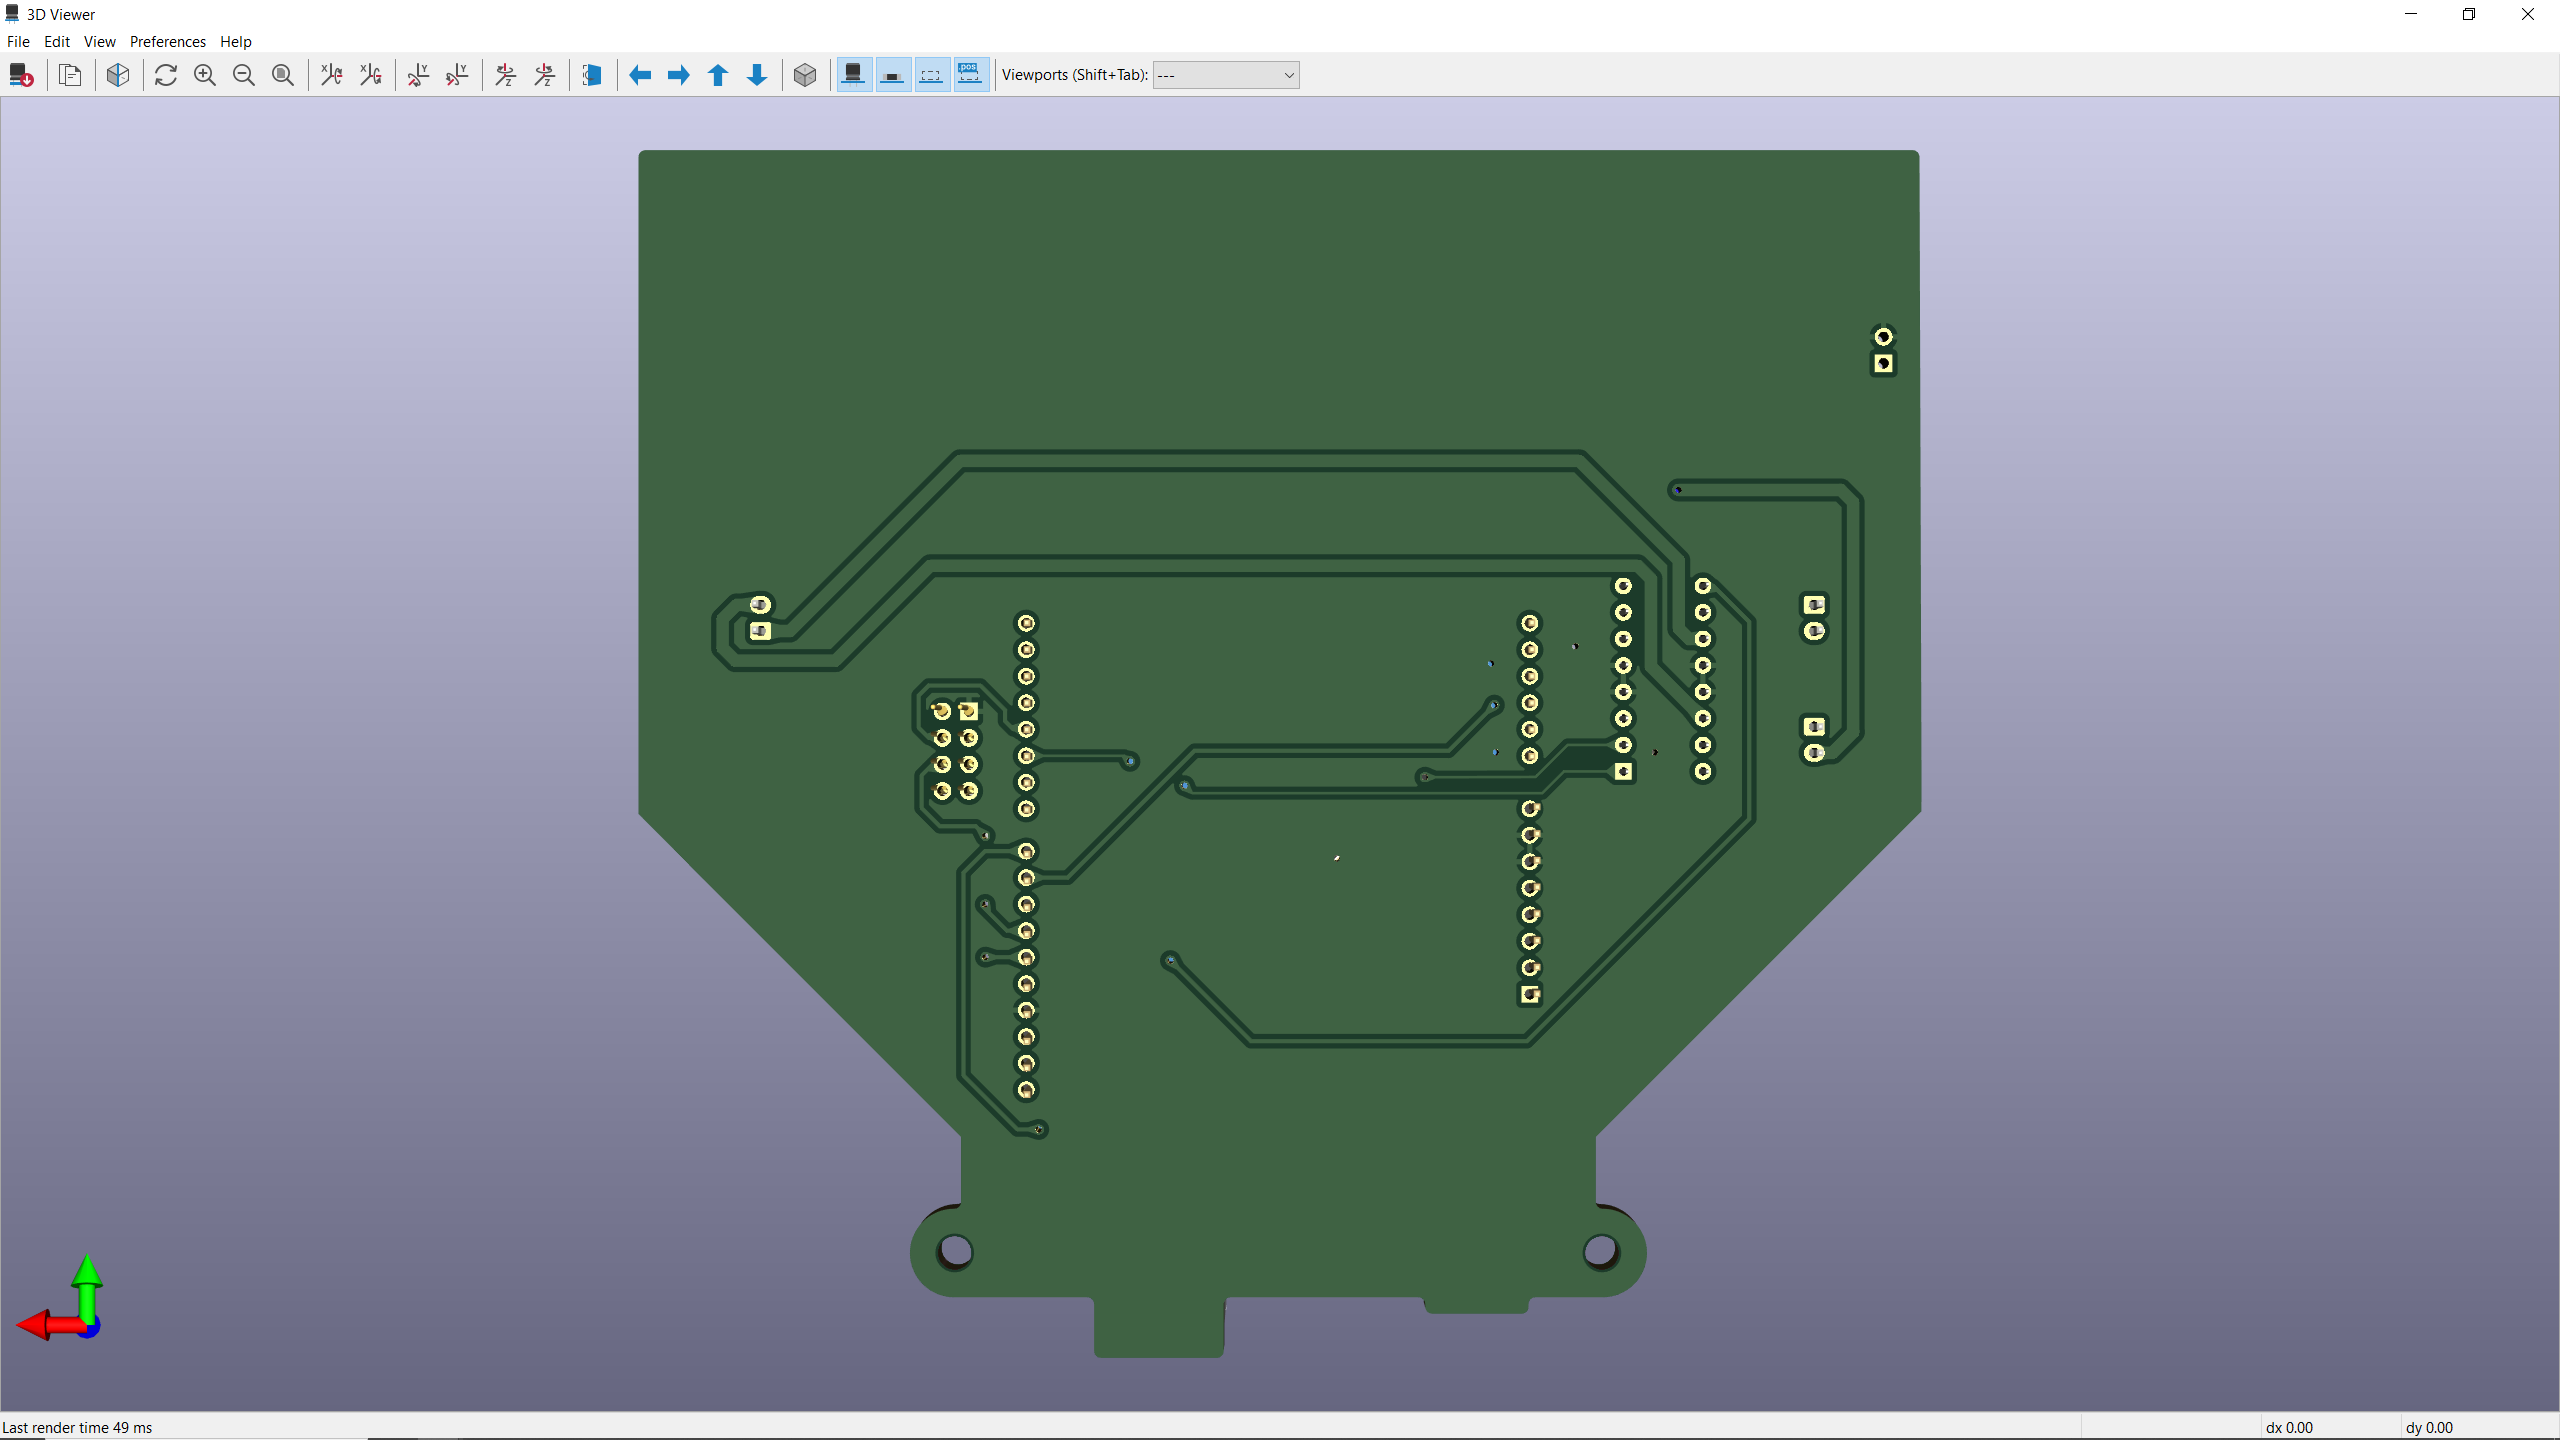 3D Viewer
File Edit View Preferences Help
Viewports (Shift+Tab): ---
Last render time 49 ms dx 0.00 dy 0.00